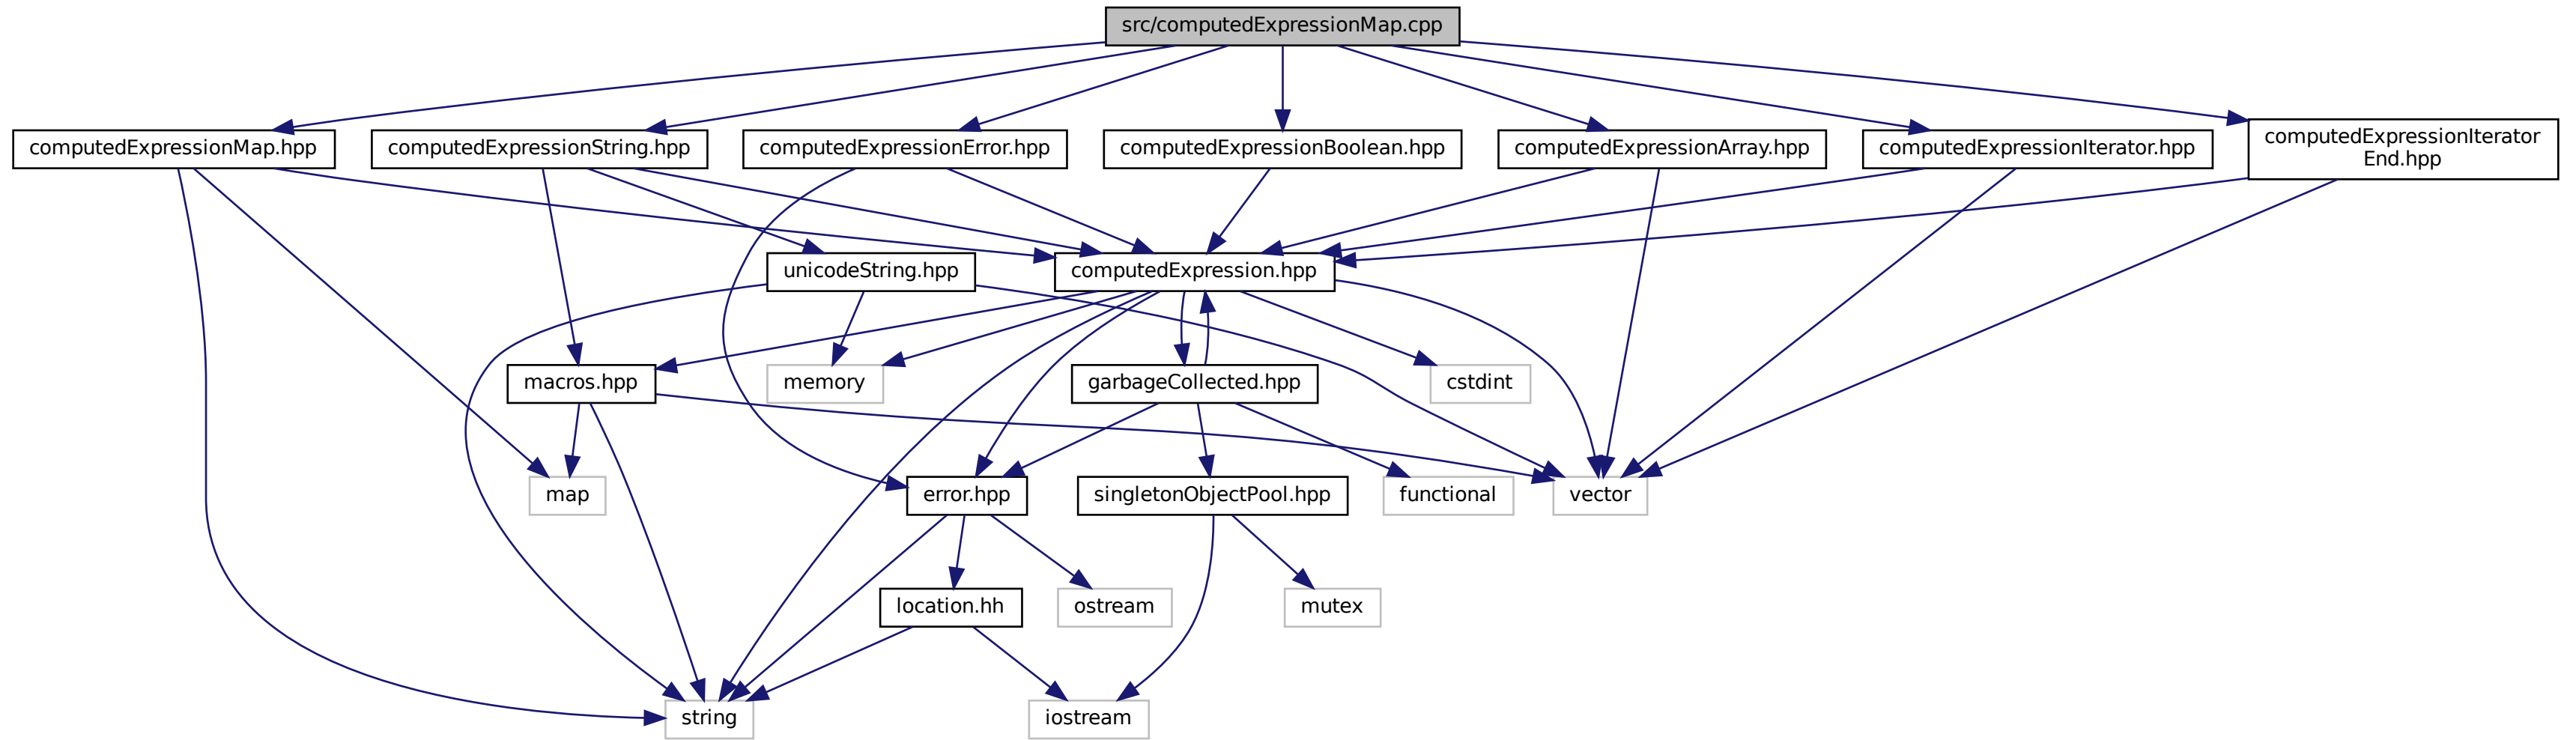 src/computedExpressionMap.cpp
computedExpressionMap.hpp
computedExpressionString.hpp
computedExpressionError.hpp
computedExpressionBoolean.hpp
computedExpressionArray.hpp
computedExpressionIterator.hpp
computedExpressionIterator
End.hpp
unicodeString.hpp
computedExpression.hpp
macros.hpp
memory
garbageCollected.hpp
cstdint
map
error.hpp
singletonObjectPool.hpp
functional
vector
location.hh
ostream
mutex
string
iostream